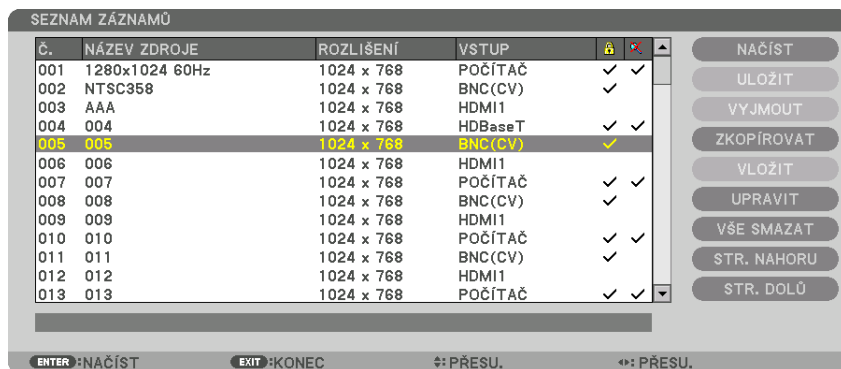 SEZNAM ZÁZNAMŮ
Č. NÁZEV ZDROJE ROZLIŠENÍ VSTUP
001 1280x1024 60Hz 1024 x 768 POČÍTAČ ✓ ✓
002 NTSC358 1024 x 768 BNC(CV) ✓
003 AAA 1024 x 768 HDMI1
004 004 1024 x 768 HDBaseT ✓ ✓
005 005 1024 x 768 BNC(CV) ✓
006 006 1024 x 768 HDMI1
007 007 1024 x 768 POČÍTAČ ✓ ✓
008 008 1024 x 768 BNC(CV) ✓
009 009 1024 x 768 HDMI1
010 010 1024 x 768 POČÍTAČ ✓ ✓
011 011 1024 x 768 BNC(CV) ✓
012 012 1024 x 768 HDMI1
013 013 1024 x 768 POČÍTAČ ✓ ✓
NAČÍST
ULOŽIT
VYJMOUT
ZKOPÍROVAT
VLOŽIT
UPRAVIT
VŠE SMAZAT
STR. NAHORU
STR. DOLŮ
ENTER :NAČÍST EXIT :KONEC :PŘESU. :PŘESU.